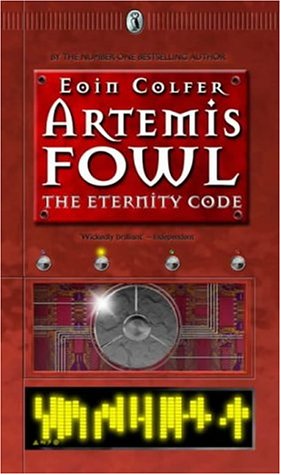 BY THE NUMBER-ONE BESTSELLING AUTHOR
EOIN COLFER
ARTEMIS
FOWL
THE ETERNITY CODE
'Wickedly brilliant' – Independent